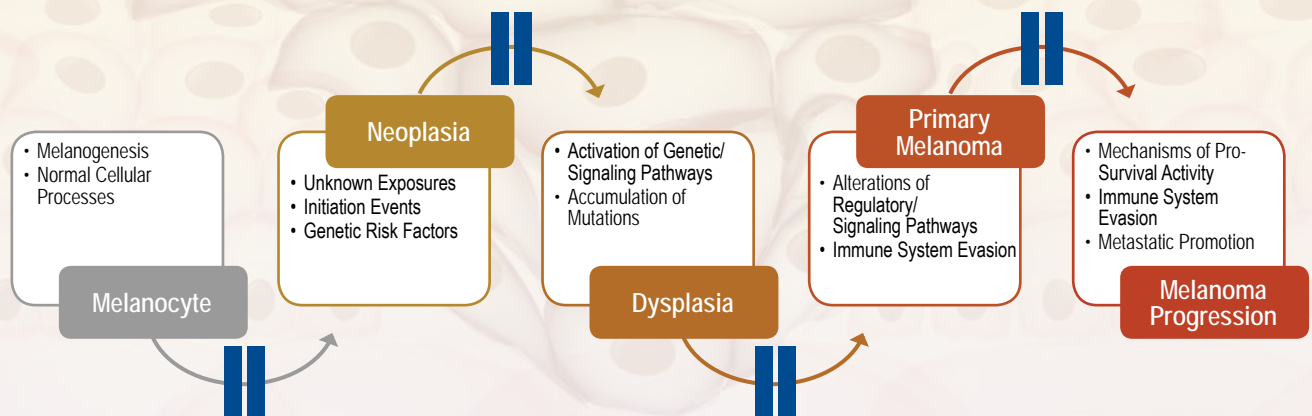 • Melanogenesis
• Normal Cellular
Processes
Melanocyte
Neoplasia
• Unknown Exposures
• Initiation Events
• Genetic Risk Factors
• Activation of Genetic/
Signaling Pathways
• Accumulation of
Mutations
Dysplasia
Primary
Melanoma
• Alterations of
Regulatory/
Signaling Pathways
• Immune System Evasion
• Mechanisms of Pro-
Survival Activity
• Immune System
Evasion
• Metastatic Promotion
Melanoma
Progression